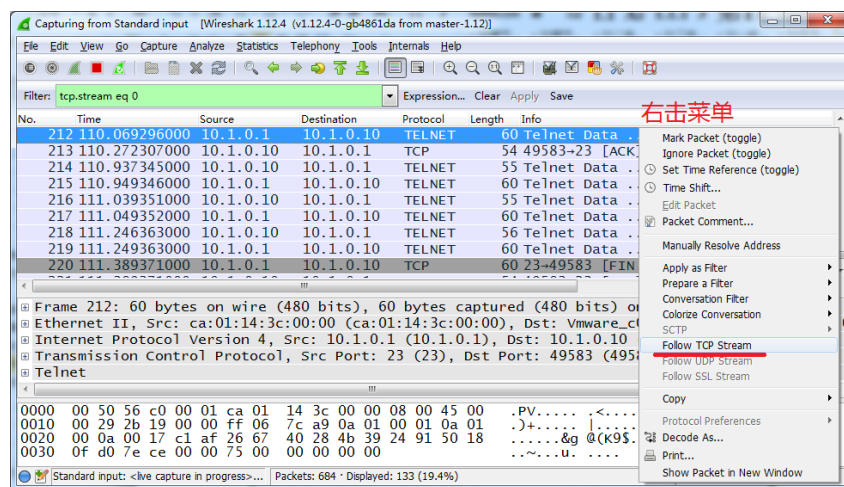 Capturing from Standard input [Wireshark 1.12.4 (v1.12.4-0-gb4861da from master-1.12)]
File Edit View Go Capture Analyze Statistics Telephony Tools Internals Help
Filter: tcp.stream eq 0 Expression... Clear Apply Save
右击菜单
No. Time Source Destination Protocol Length Info
212 110.069296000 10.1.0.1 10.1.0.10 TELNET 60 Telnet Data ..
213 110.272307000 10.1.0.10 10.1.0.1 TCP 54 49583→23 [ACK]
214 110.937345000 10.1.0.10 10.1.0.1 TELNET 55 Telnet Data ..
215 110.949346000 10.1.0.1 10.1.0.10 TELNET 60 Telnet Data ..
216 111.039351000 10.1.0.10 10.1.0.1 TELNET 55 Telnet Data ..
217 111.049352000 10.1.0.1 10.1.0.10 TELNET 60 Telnet Data ..
218 111.246363000 10.1.0.10 10.1.0.1 TELNET 56 Telnet Data ..
219 111.249363000 10.1.0.1 10.1.0.10 TELNET 60 Telnet Data ..
220 111.389371000 10.1.0.1 10.1.0.10 TCP 60 23→49583 [FIN
Mark Packet (toggle)
Ignore Packet (toggle)
Set Time Reference (toggle)
Time Shift...
Edit Packet
Packet Comment...
Manually Resolve Address
Apply as Filter
Prepare a Filter
Conversation Filter
Colorize Conversation
SCTP
Follow TCP Stream
Follow UDP Stream
Follow SSL Stream
Copy
Protocol Preferences
Decode As...
Print...
Show Packet in New Window
Frame 212: 60 bytes on wire (480 bits), 60 bytes captured (480 bits) o
Ethernet II, Src: ca:01:14:3c:00:00 (ca:01:14:3c:00:00), Dst: Vmware_c
Internet Protocol Version 4, Src: 10.1.0.1 (10.1.0.1), Dst: 10.1.0.10
Transmission Control Protocol, Src Port: 23 (23), Dst Port: 49583 (495
Telnet
0000 00 50 56 c0 00 01 ca 01 14 3c 00 00 08 00 45 00 .PV..... .<....
0010 00 29 2b 19 00 00 ff 06 7c a9 0a 01 00 01 0a 01 .)+..... |.....
0020 00 0a 00 17 c1 af 26 67 40 28 4b 39 24 91 50 18 ......&g @(K9$.
0030 0f d0 7e ce 00 00 75 00 00 00 00 00 ..~...u. ....
Standard input: <live capture in progress>... Packets: 684 · Displayed: 133 (19.4%)